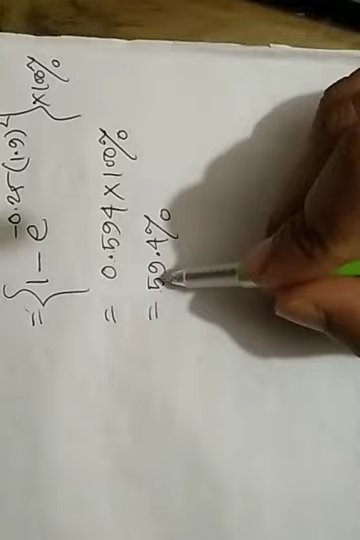 = {1 - e^{-0.25(1.9)^2}} × 100%
= 0.594 × 100%
= 59.4%